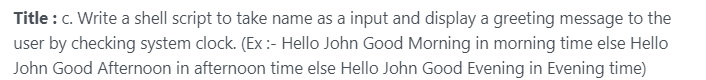 Title : c. Write a shell script to take name as a input and display a greeting message to the
user by checking system clock. (Ex :- Hello John Good Morning in morning time else Hello
John Good Afternoon in afternoon time else Hello John Good Evening in Evening time)